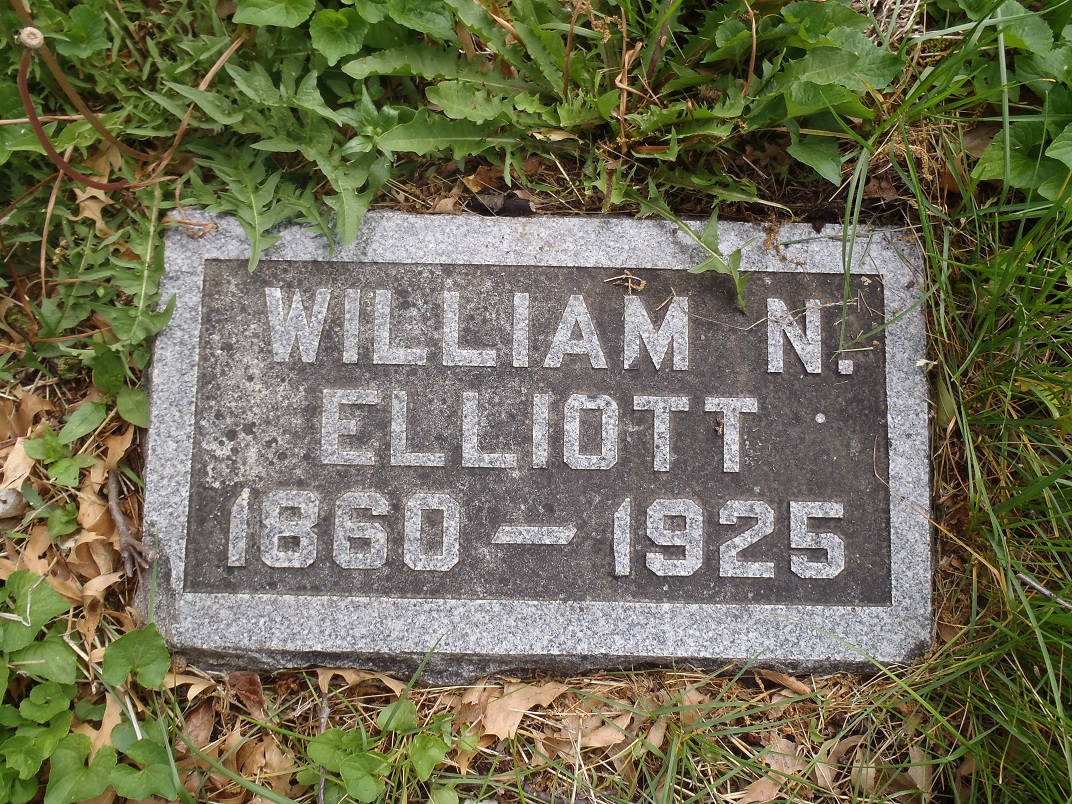 WILLIAM N.
ELLIOTT
1860 — 1925